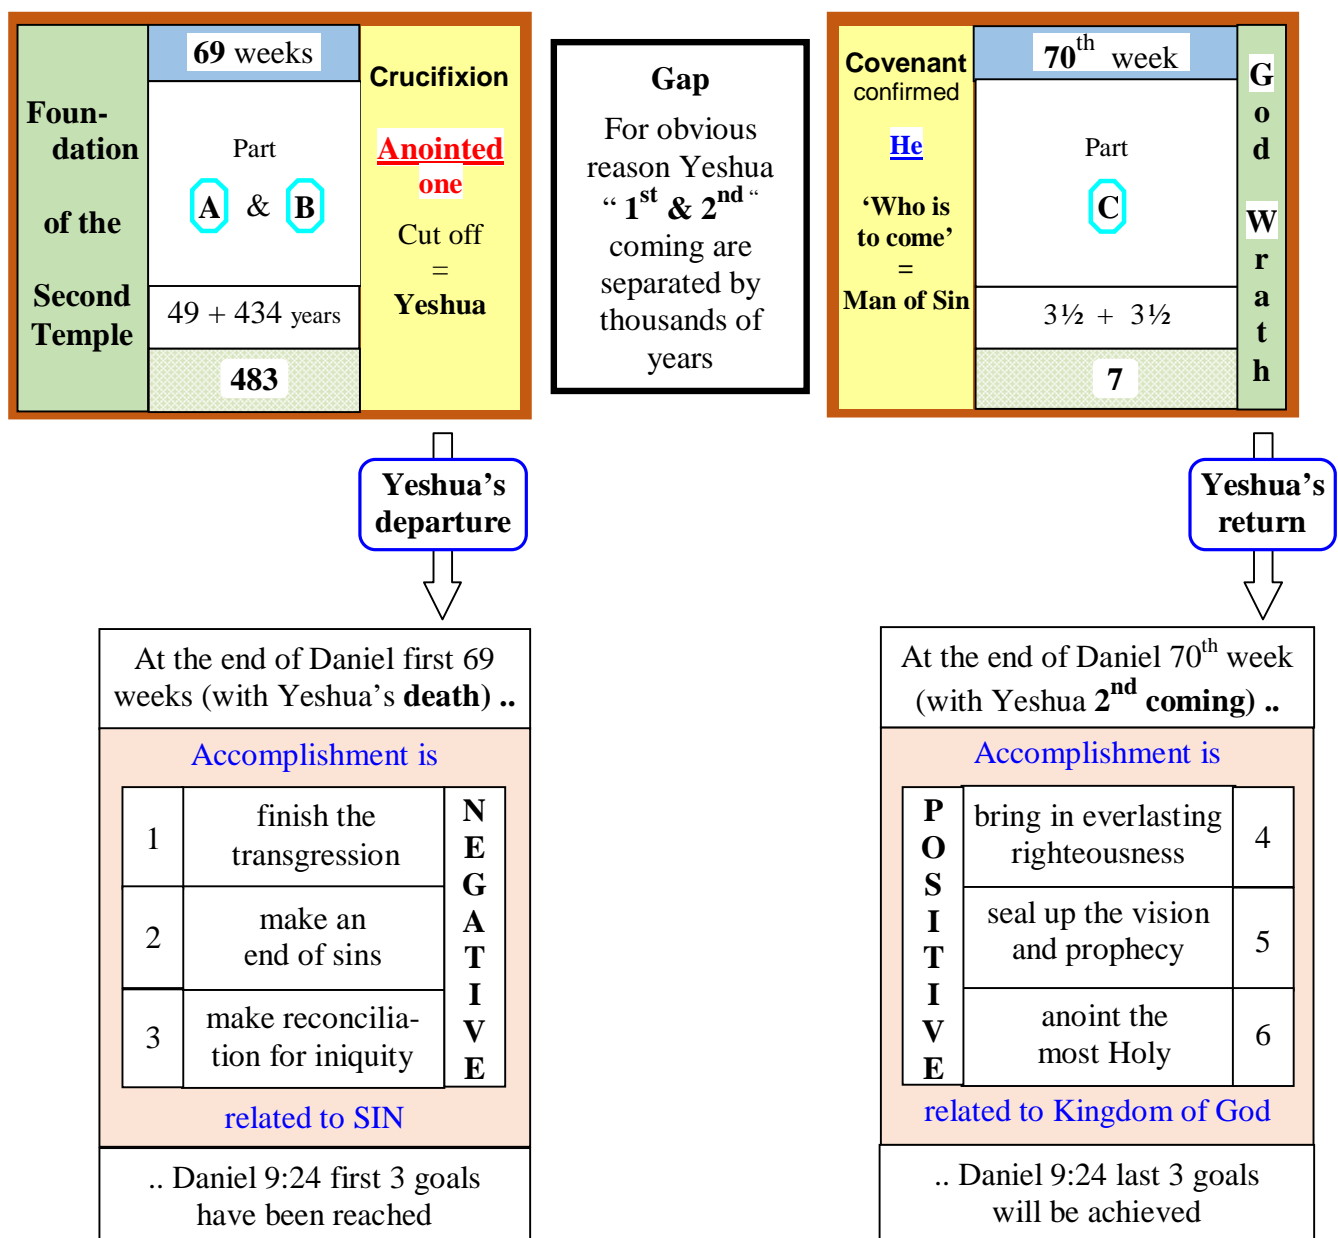 69 weeks
Foun-
dation
of the
Second
Temple
Part
A & B
49 + 434 years
483
Crucifixion
Anointed
one
Cut off
=
Yeshua
Gap
For obvious
reason Yeshua
“ 1st & 2nd “
coming are
separated by
thousands of
years
Covenant
confirmed
He
‘Who is
to come’
=
Man of Sin
70th week
Part
C
3½ + 3½
7
G
o
d
W
r
a
t
h
Yeshua’s
departure
Yeshua’s
return
At the end of Daniel first 69
weeks (with Yeshua’s death) ..
Accomplishment is
1
finish the
transgression
2
make an
end of sins
3
make reconcilia-
tion for iniquity
N
E
G
A
T
I
V
E
related to SIN
.. Daniel 9:24 first 3 goals
have been reached
At the end of Daniel 70th week
(with Yeshua 2nd coming) ..
Accomplishment is
P
O
S
I
T
I
V
E
bring in everlasting
righteousness
4
seal up the vision
and prophecy
5
anoint the
most Holy
6
related to Kingdom of God
.. Daniel 9:24 last 3 goals
will be achieved